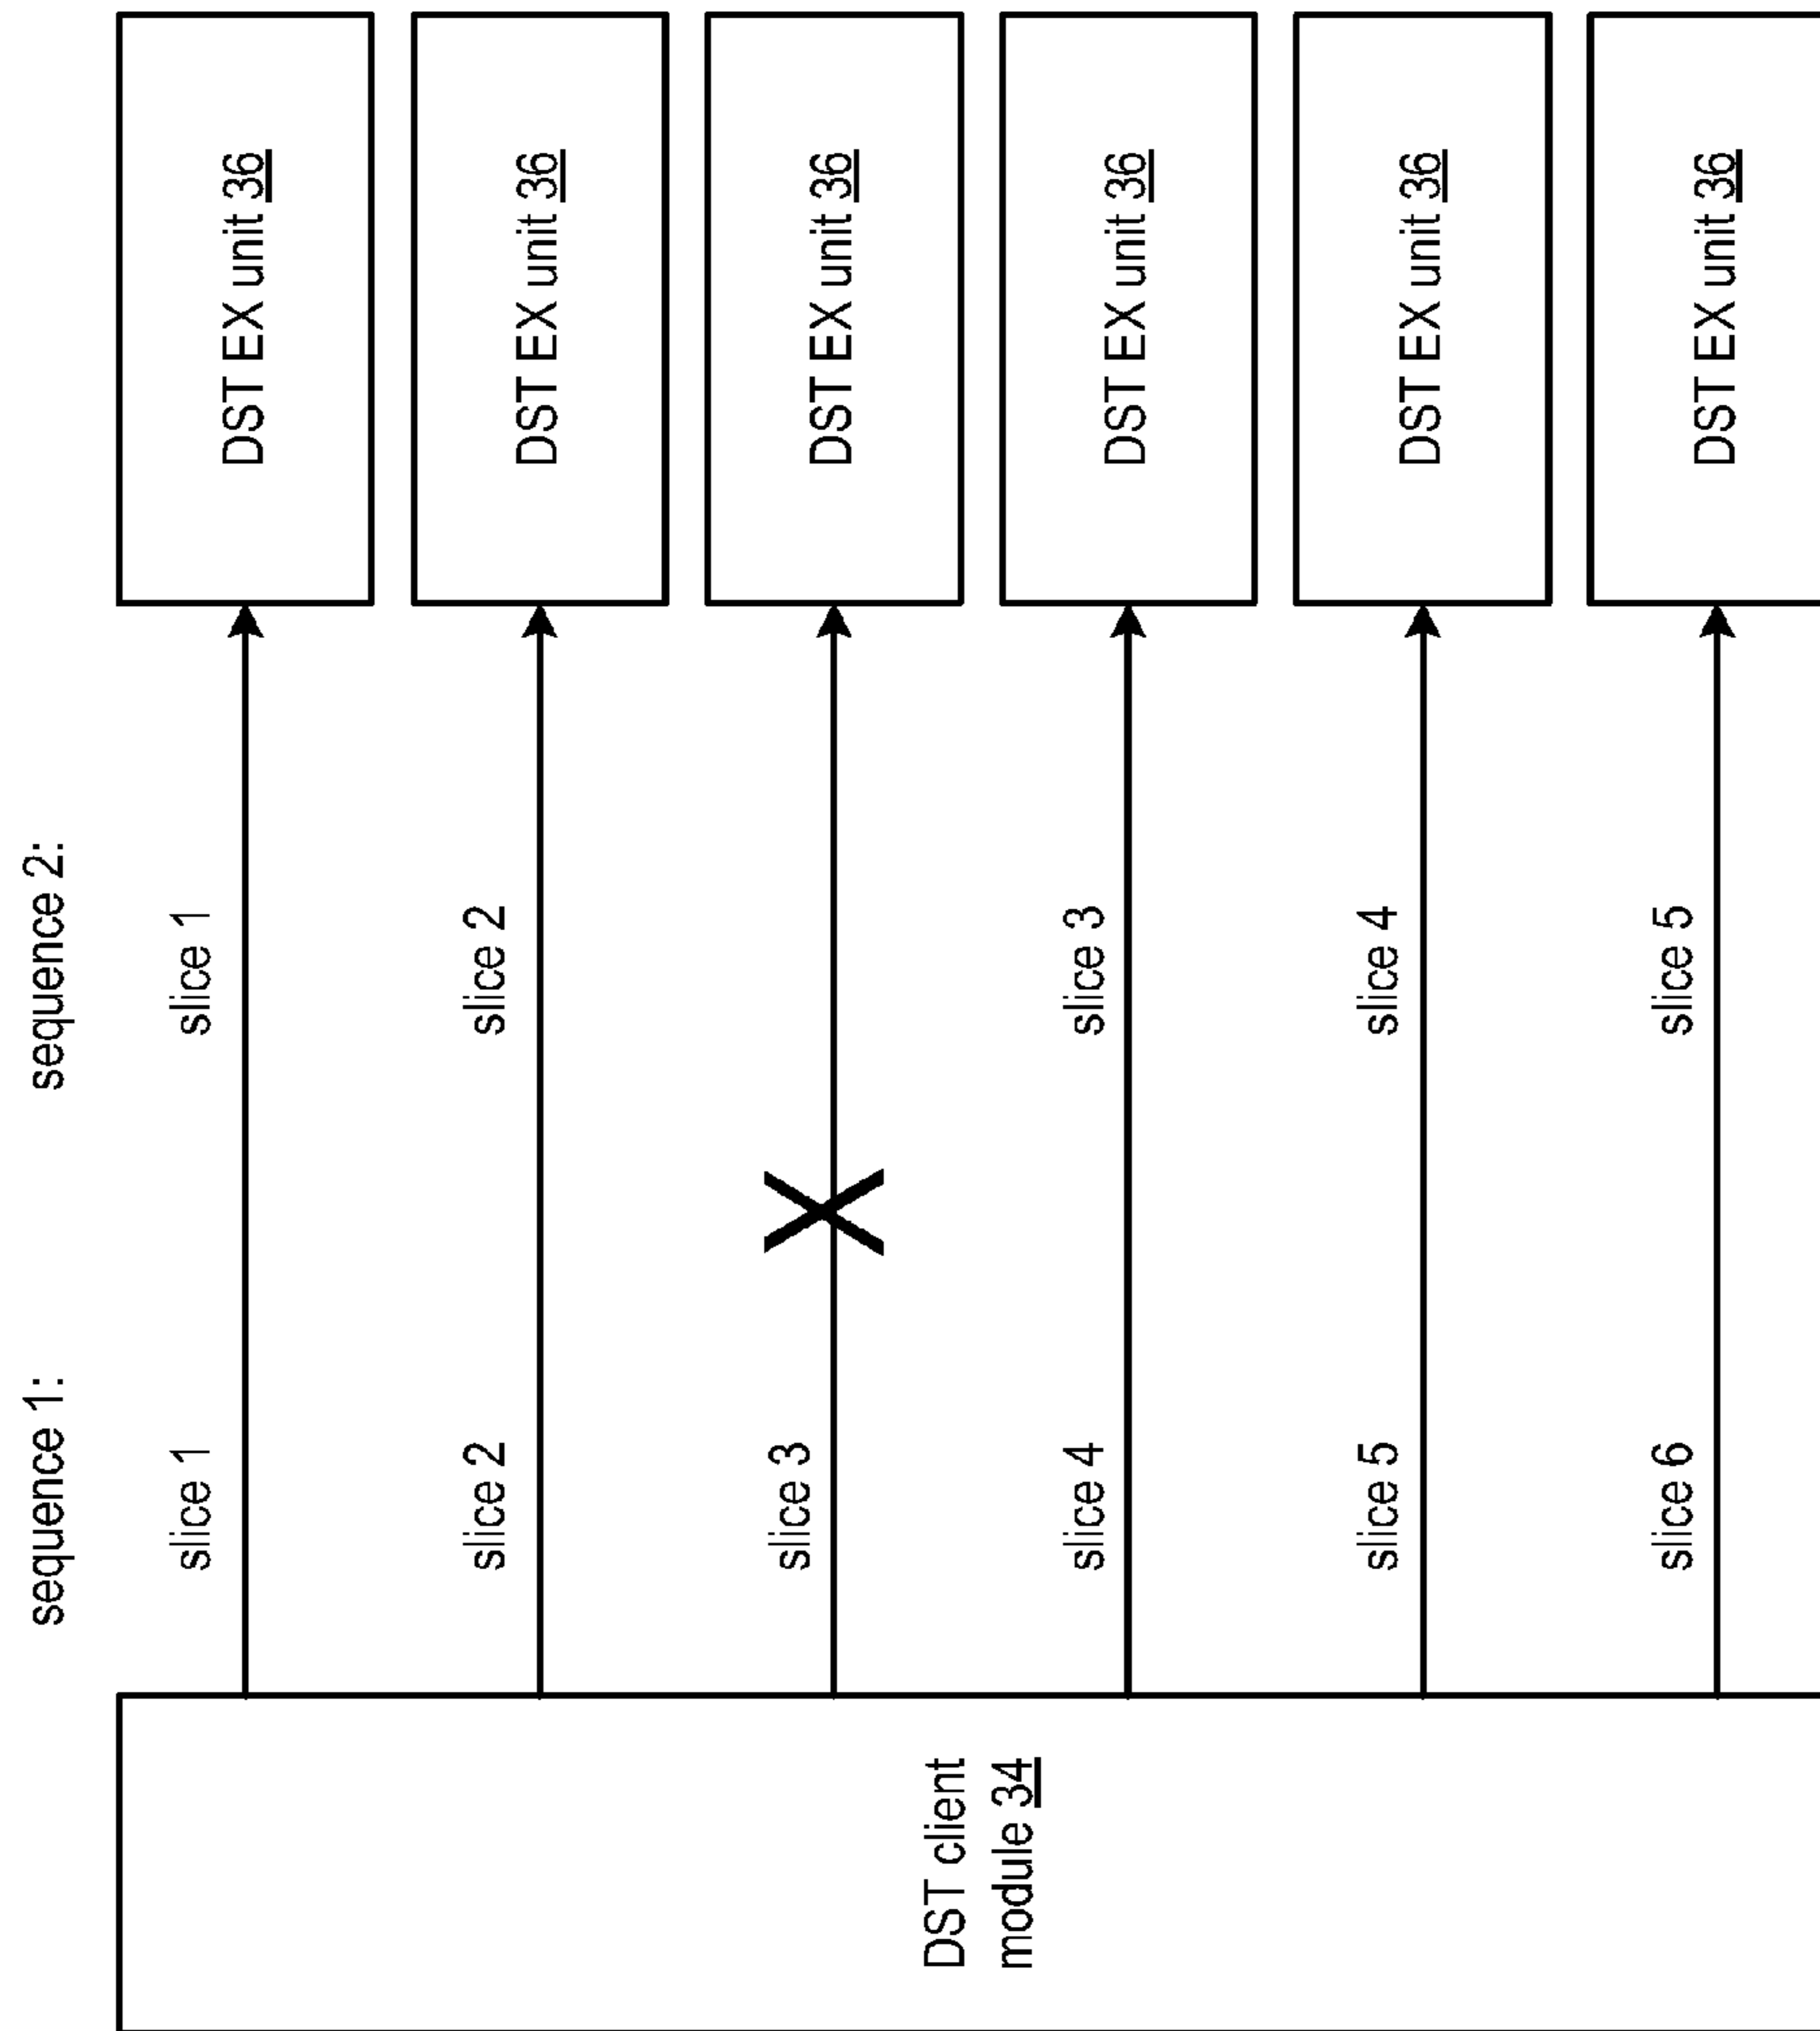 sequence 1:
sequence 2:
slice 1
slice 1
DST EX unit 36
slice 2
slice 2
DST EX unit 36
slice 3
DST EX unit 36
DST client
module 34
slice 4
slice 3
DST EX unit 36
slice 5
slice 4
DST EX unit 36
slice 6
slice 5
DST EX unit 36